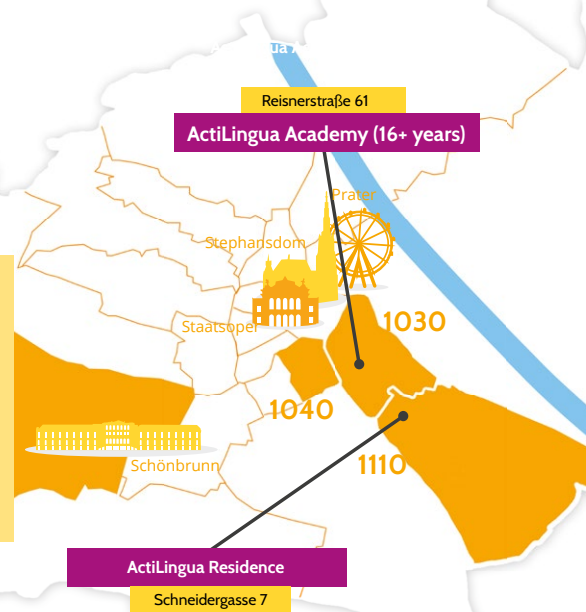 Reisnerstraße 61
ActiLingua Academy (16+ years)
Prater
Stephansdom
Staatsoper
1030
1040
1110
Schönbrunn
ActiLingua Residence
Schneidergasse 7